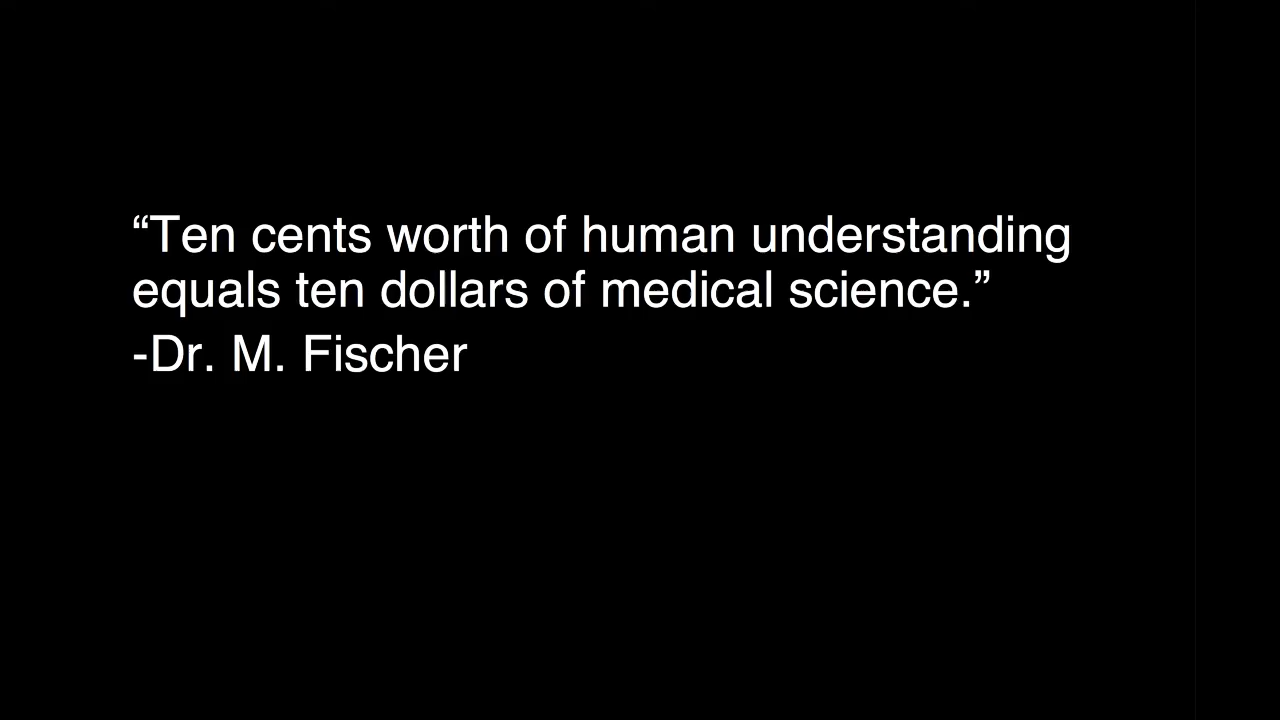 “Ten cents worth of human understanding
equals ten dollars of medical science.”
-Dr. M. Fischer